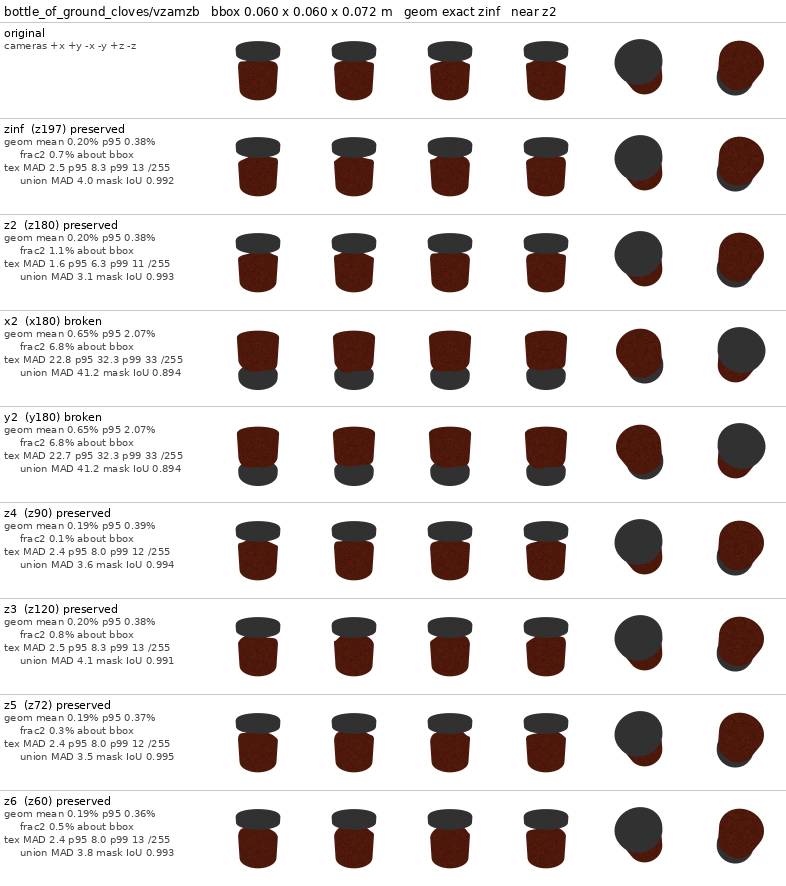 bottle_of_ground_cloves/vzamzb   bbox 0.060 x 0.060 x 0.072 m   geom exact zinf   near z2
original
cameras +x +y -x -y +z -z
zinf  (z197) preserved
geom mean 0.20% p95 0.38%
frac2 0.7% about bbox
tex MAD 2.5 p95 8.3 p99 13 /255
union MAD 4.0 mask IoU 0.992
z2  (z180) preserved
geom mean 0.20% p95 0.38%
frac2 1.1% about bbox
tex MAD 1.6 p95 6.3 p99 11 /255
union MAD 3.1 mask IoU 0.993
x2  (x180) broken
geom mean 0.65% p95 2.07%
frac2 6.8% about bbox
tex MAD 22.8 p95 32.3 p99 33 /255
union MAD 41.2 mask IoU 0.894
y2  (y180) broken
geom mean 0.65% p95 2.07%
frac2 6.8% about bbox
tex MAD 22.7 p95 32.3 p99 33 /255
union MAD 41.2 mask IoU 0.894
z4  (z90) preserved
geom mean 0.19% p95 0.39%
frac2 0.1% about bbox
tex MAD 2.4 p95 8.0 p99 12 /255
union MAD 3.6 mask IoU 0.994
z3  (z120) preserved
geom mean 0.20% p95 0.38%
frac2 0.8% about bbox
tex MAD 2.5 p95 8.3 p99 13 /255
union MAD 4.1 mask IoU 0.991
z5  (z72) preserved
geom mean 0.19% p95 0.37%
frac2 0.3% about bbox
tex MAD 2.4 p95 8.0 p99 12 /255
union MAD 3.5 mask IoU 0.995
z6  (z60) preserved
geom mean 0.19% p95 0.36%
frac2 0.5% about bbox
tex MAD 2.4 p95 8.0 p99 13 /255
union MAD 3.8 mask IoU 0.993